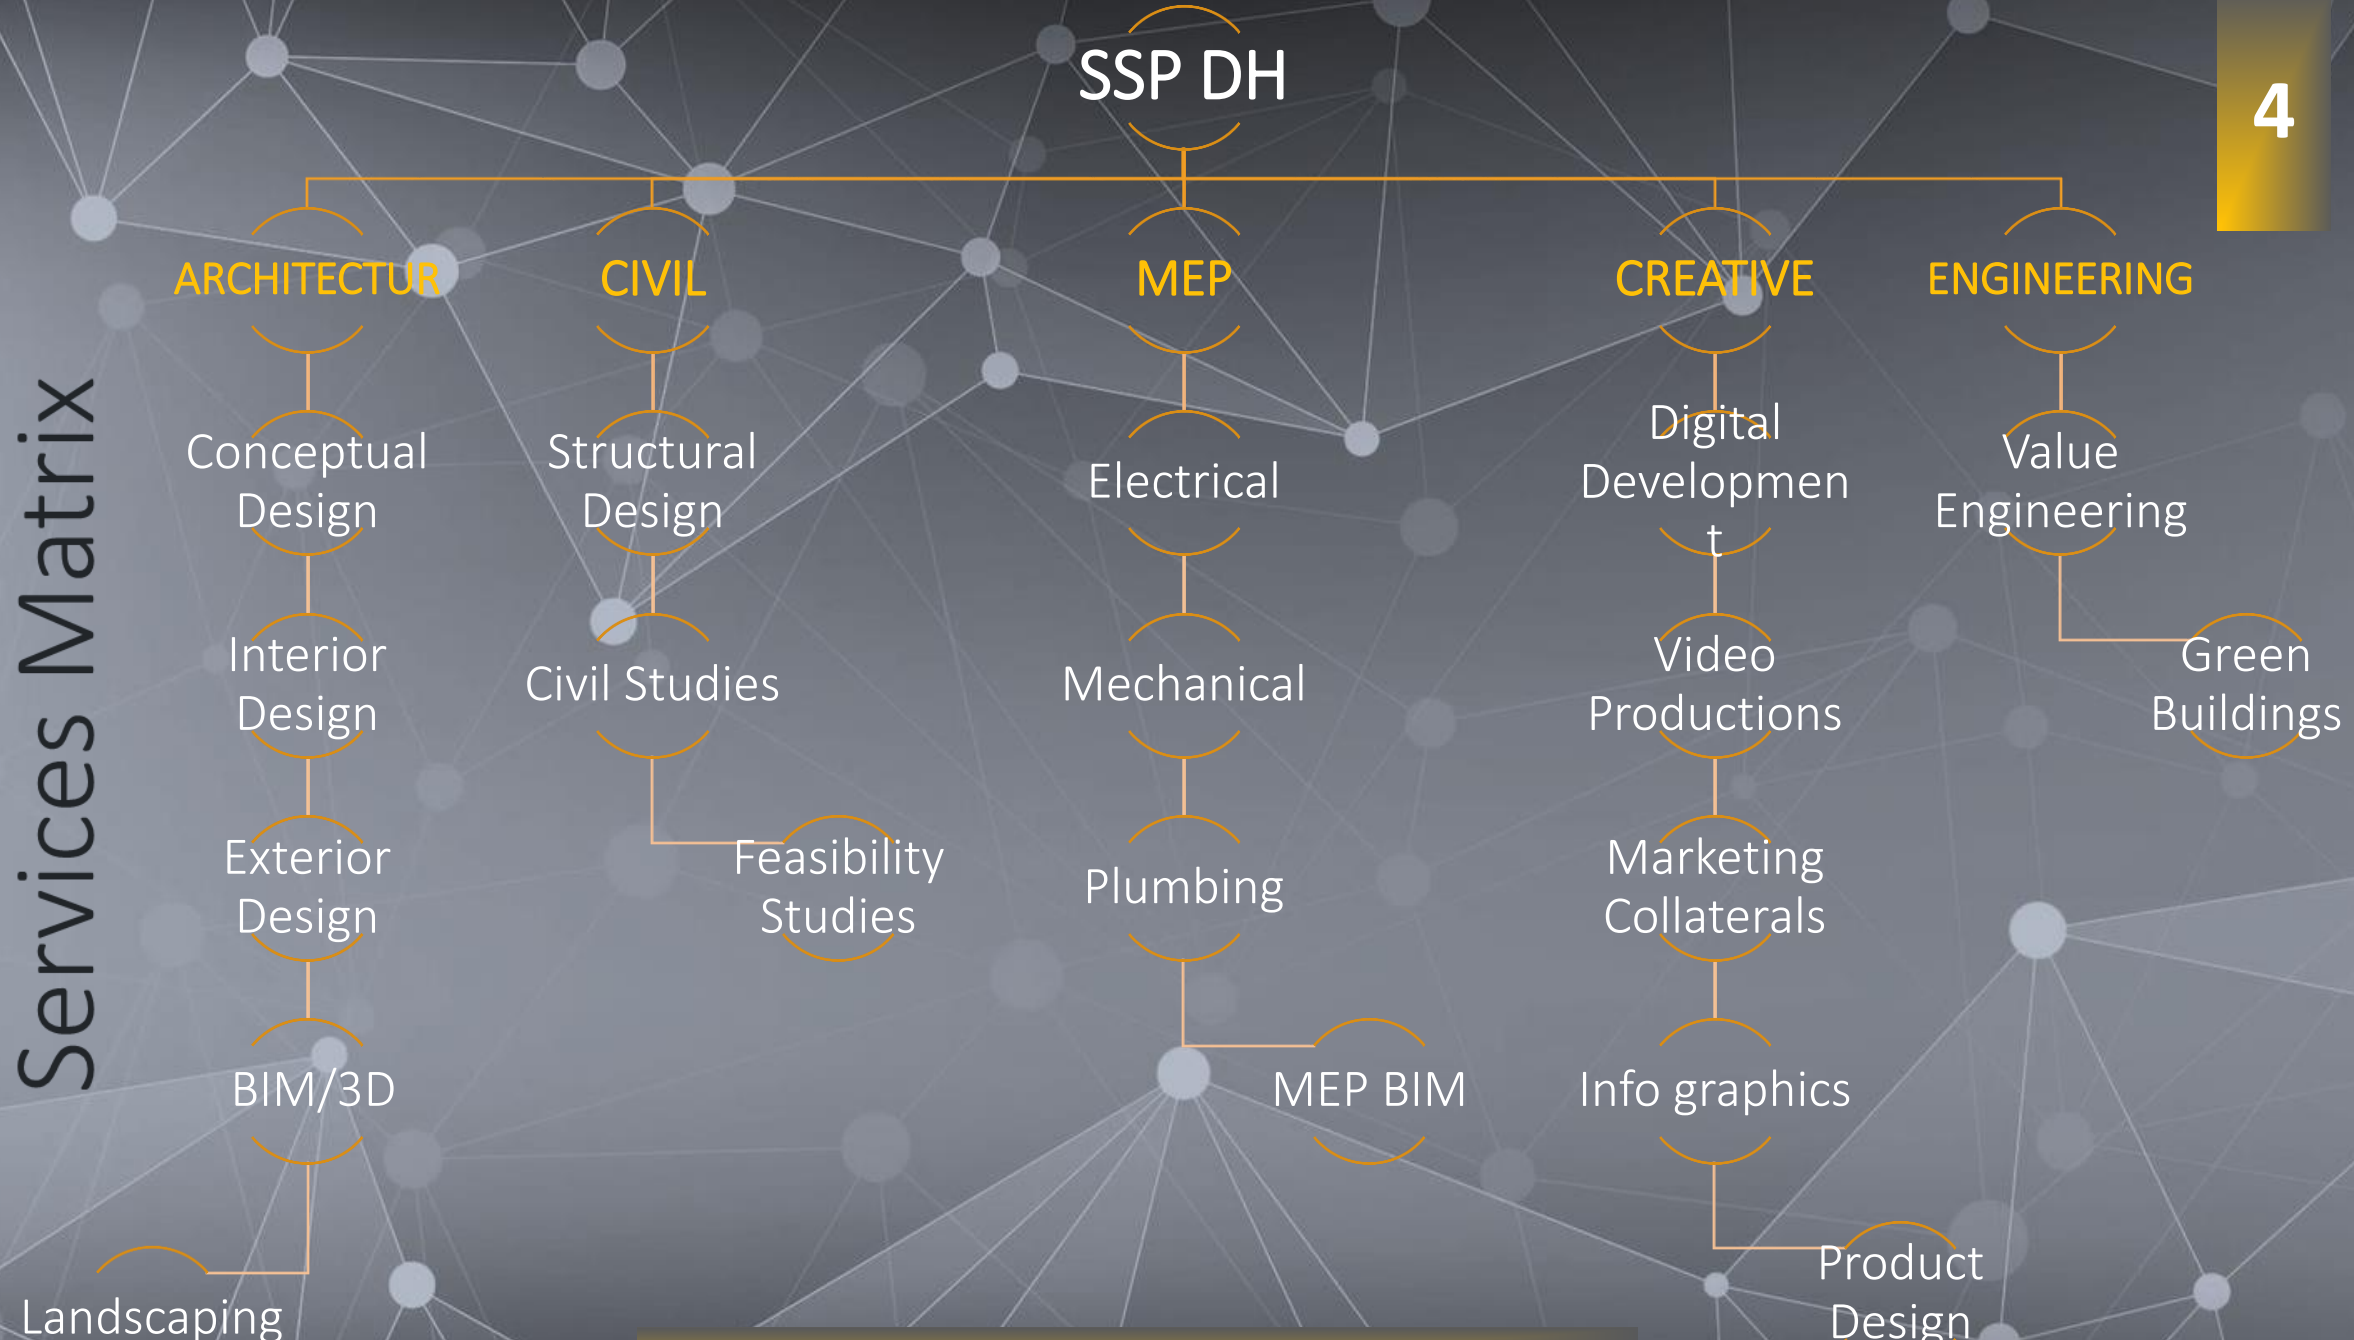 SSP DH
4
Services Matrix
ARCHITECTUR
CIVIL
MEP
CREATIVE
ENGINEERING
Conceptual
Design
Interior
Design
Exterior
Design
BIM/3D
Landscaping
Structural
Design
Civil Studies
Feasibility
Studies
Electrical
Mechanical
Plumbing
MEP BIM
Digital
Developmen
t
Video
Productions
Marketing
Collaterals
Info graphics
Product
Design
Value
Engineering
Green
Buildings